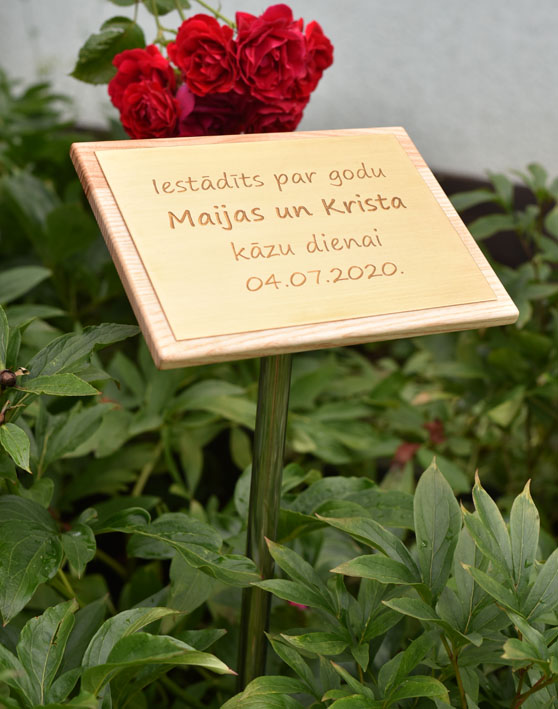 Iestādīts par godu
Maijas un Krista
kāzu dienai
04.07.2020.